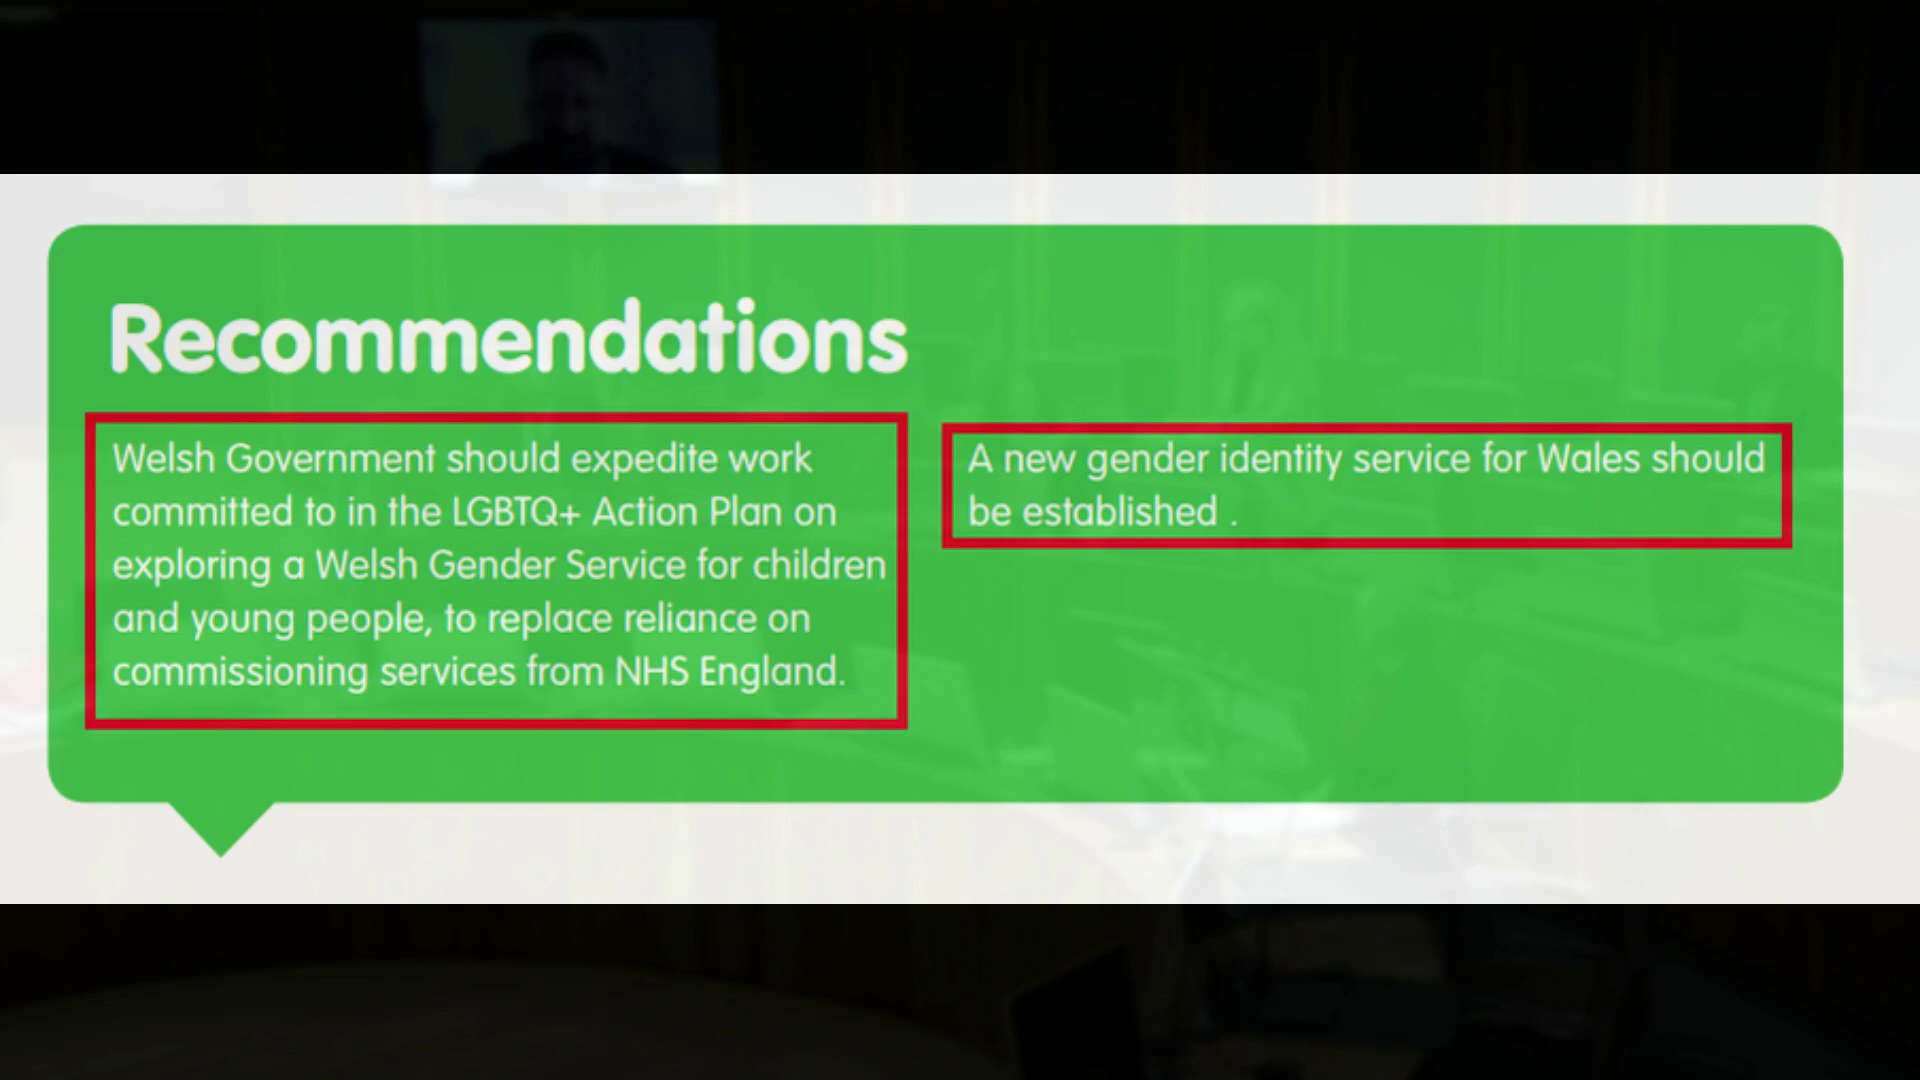 Recommendations
Welsh Government should expedite work
committed to in the LGBTQ+ Action Plan on
exploring a Welsh Gender Service for children
and young people, to replace reliance on
commissioning services from NHS England.
A new gender identity service for Wales should
be established .